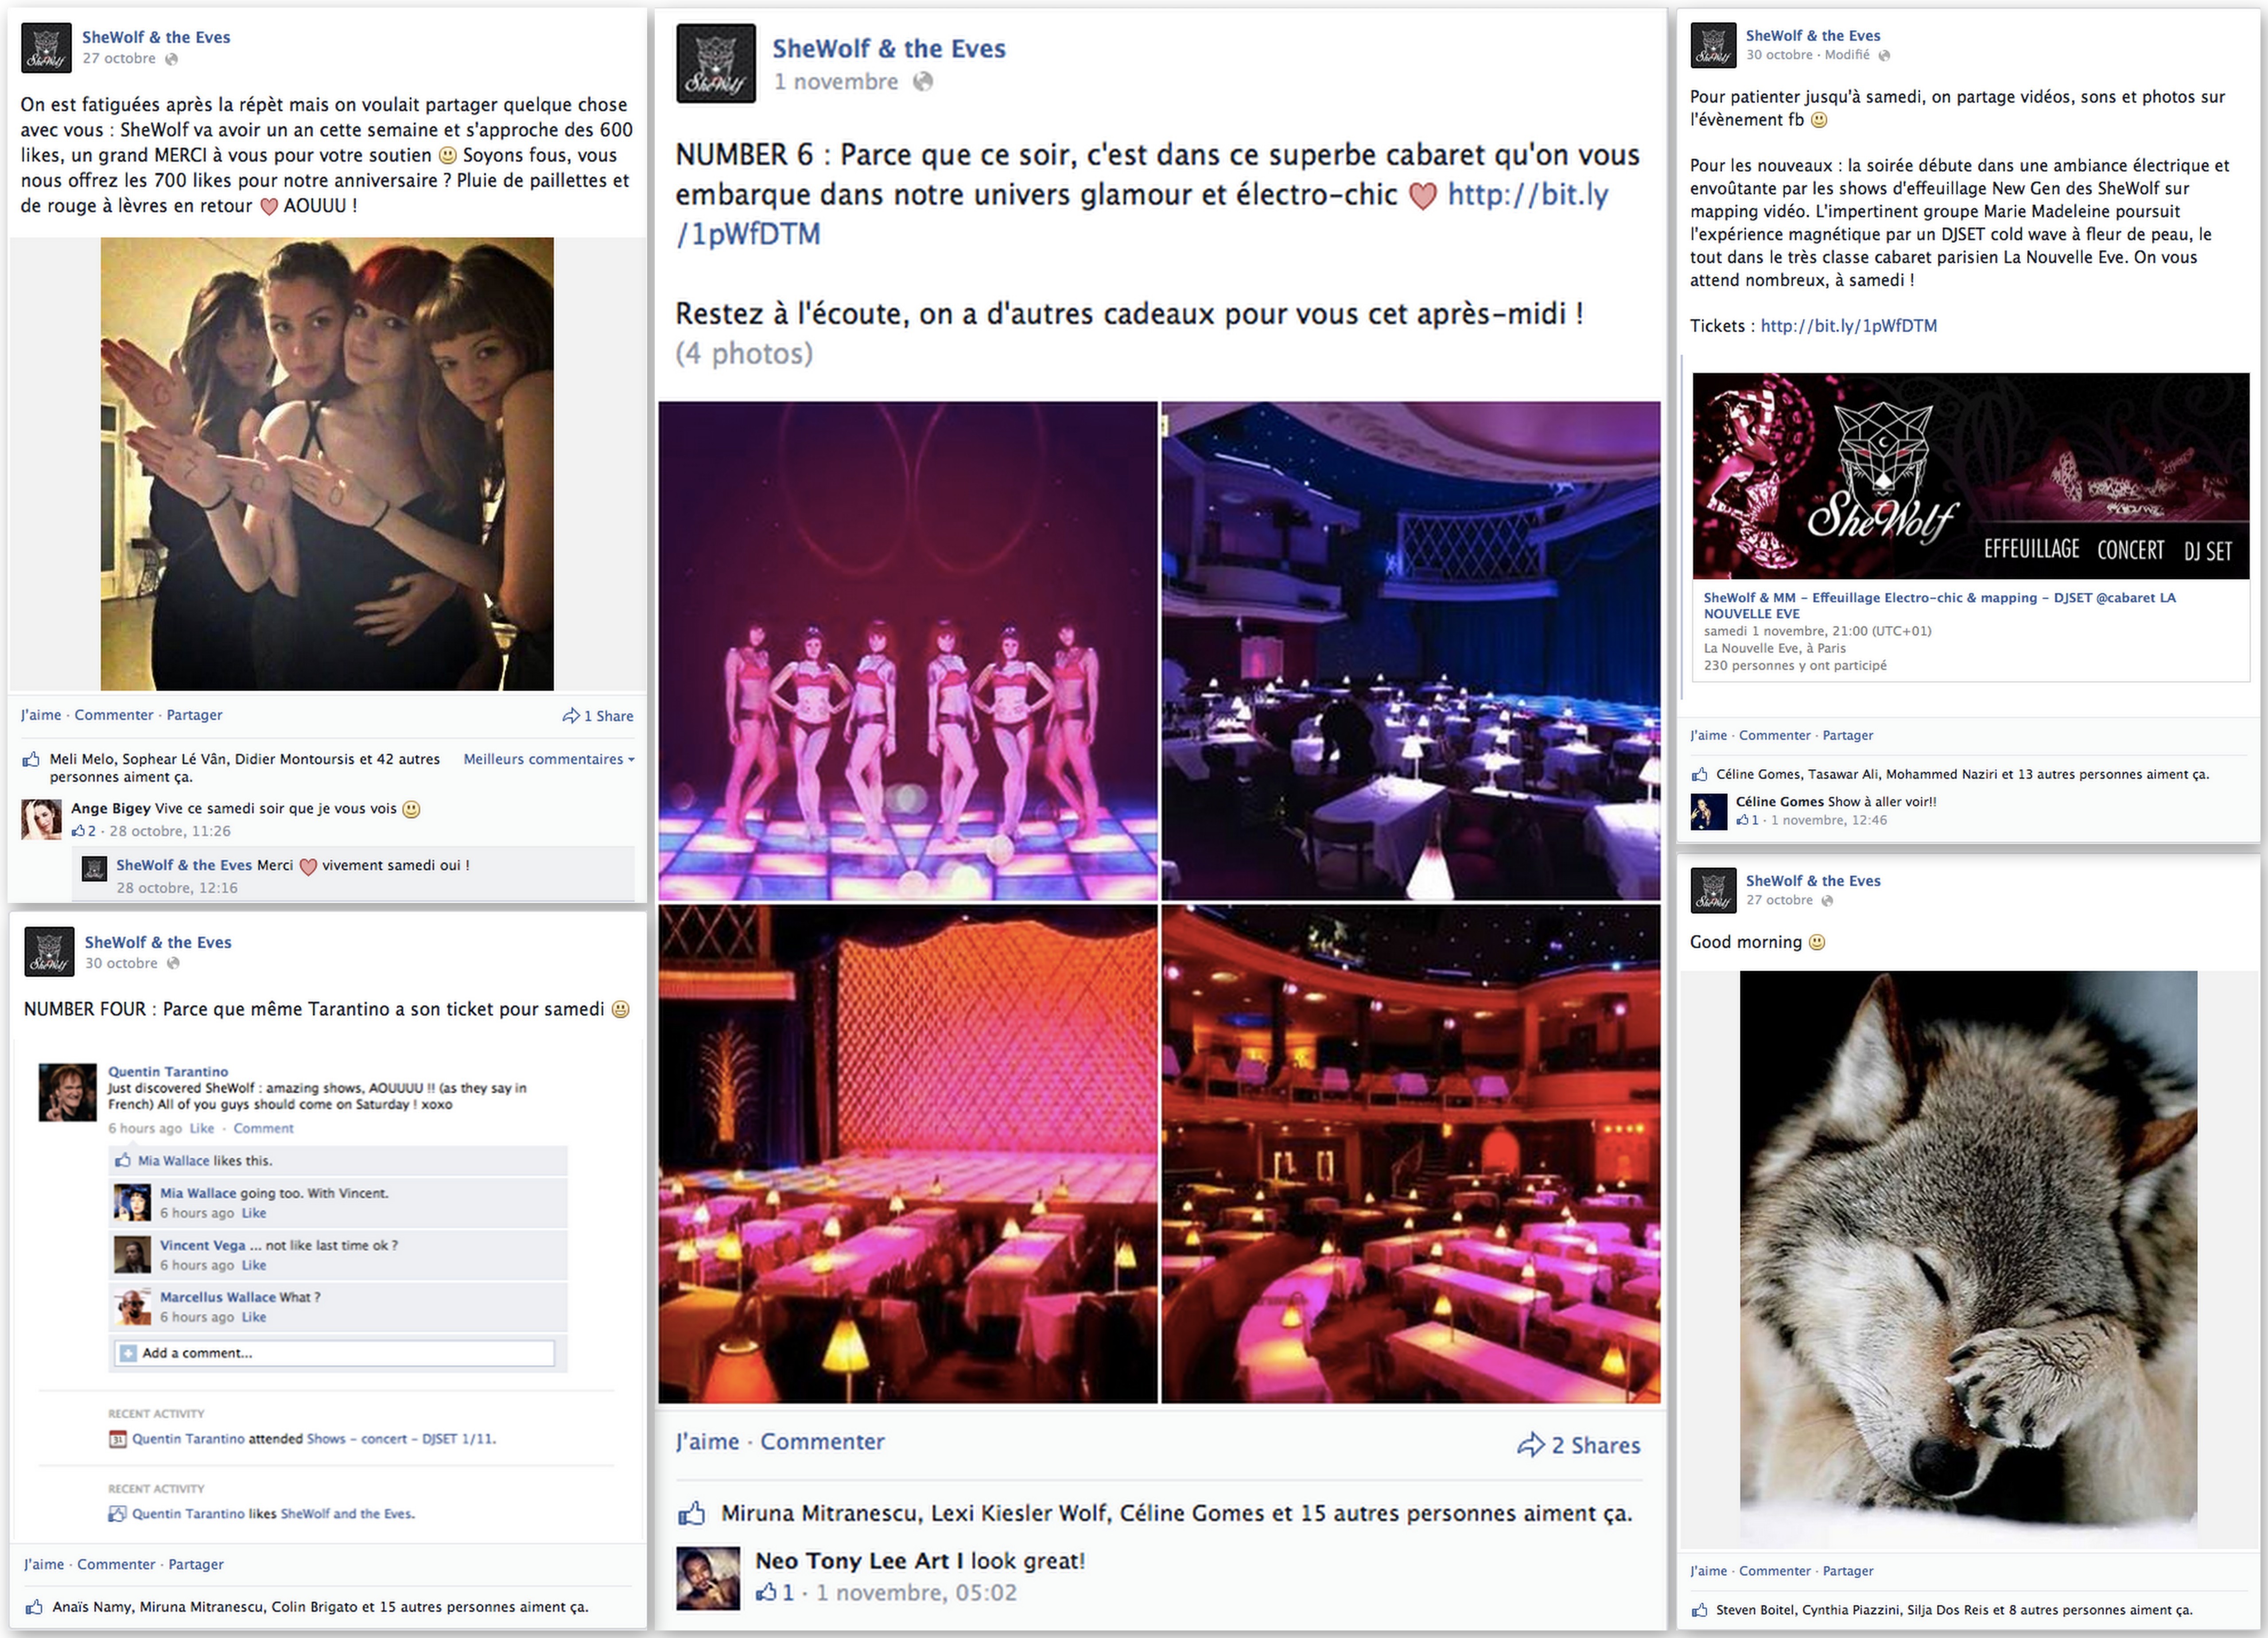 SheWolf & the Eves
27 octobre
On est fatiguées après la répèt mais on voulait partager quelque chose
avec vous : SheWolf va avoir un an cette semaine et s'approche des 600
likes, un grand MERCI à vous pour votre soutien 🙂 Soyons fous, vous
nous offrez les 700 likes pour notre anniversaire ? Pluie de paillettes et
de rouge à lèvres en retour ❤ AOUUU !
J'aime · Commenter · Partager
1 Share
Meli Melo, Sophear Lé Vân, Didier Montoursis et 42 autres
personnes aiment ça.
Meilleurs commentaires
Ange Bigey Vive ce samedi soir que je vous vois 🙂
2 · 28 octobre, 11:26
SheWolf & the Eves Merci ❤ vivement samedi oui !
28 octobre, 12:16
SheWolf & the Eves
30 octobre
NUMBER FOUR : Parce que même Tarantino a son ticket pour samedi 😃
Quentin Tarantino
Just discovered SheWolf : amazing shows, AOUUUU !! (as they say in
French) All of you guys should come on Saturday ! xoxo
6 hours ago Like · Comment
Mia Wallace likes this.
Mia Wallace going too. With Vincent.
6 hours ago Like
Vincent Vega ... not like last time ok ?
6 hours ago Like
Marcellus Wallace What ?
6 hours ago Like
Add a comment...
RECENT ACTIVITY
31
Quentin Tarantino attended Shows - concert - DJSET 1/11.
RECENT ACTIVITY
Quentin Tarantino likes SheWolf and the Eves.
J'aime · Commenter · Partager
Anaïs Namy, Miruna Mitranescu, Colin Brigato et 15 autres personnes aiment ça.
SheWolf
SheWolf & the Eves
1 novembre
NUMBER 6 : Parce que ce soir, c'est dans ce superbe cabaret qu'on vous
embarque dans notre univers glamour et électro-chic ❤ http://bit.ly
/1pWfDTM
Restez à l'écoute, on a d'autres cadeaux pour vous cet après-midi !
(4 photos)
J'aime · Commenter
2 Shares
Miruna Mitranescu, Lexi Kiesler Wolf, Céline Gomes et 15 autres personnes aiment ça.
Neo Tony Lee Art I look great!
1 · 1 novembre, 05:02
SheWolf & the Eves
30 octobre · Modifié
Pour patienter jusqu'à samedi, on partage vidéos, sons et photos sur
l'évènement fb 🙂
Pour les nouveaux : la soirée débute dans une ambiance électrique et
envoûtante par les shows d'effeuillage New Gen des SheWolf sur
mapping vidéo. L'impertinent groupe Marie Madeleine poursuit
l'expérience magnétique par un DJSET cold wave à fleur de peau, le
tout dans le très classe cabaret parisien La Nouvelle Eve. On vous
attend nombreux, à samedi !
Tickets : http://bit.ly/1pWfDTM
SheWolf
EFFEUILLAGE CONCERT DJ SET
SheWolf & MM - Effeuillage Electro-chic & mapping - DJSET @cabaret LA
NOUVELLE EVE
samedi 1 novembre, 21:00 (UTC+01)
La Nouvelle Eve, à Paris
230 personnes y ont participé
J'aime · Commenter · Partager
Céline Gomes, Tasawar Ali, Mohammed Naziri et 13 autres personnes aiment ça.
Céline Gomes Show à aller voir!!
1 · 1 novembre, 12:46
SheWolf & the Eves
27 octobre
Good morning 🙂
J'aime · Commenter · Partager
Steven Boitel, Cynthia Piazzini, Silja Dos Reis et 8 autres personnes aiment ça.